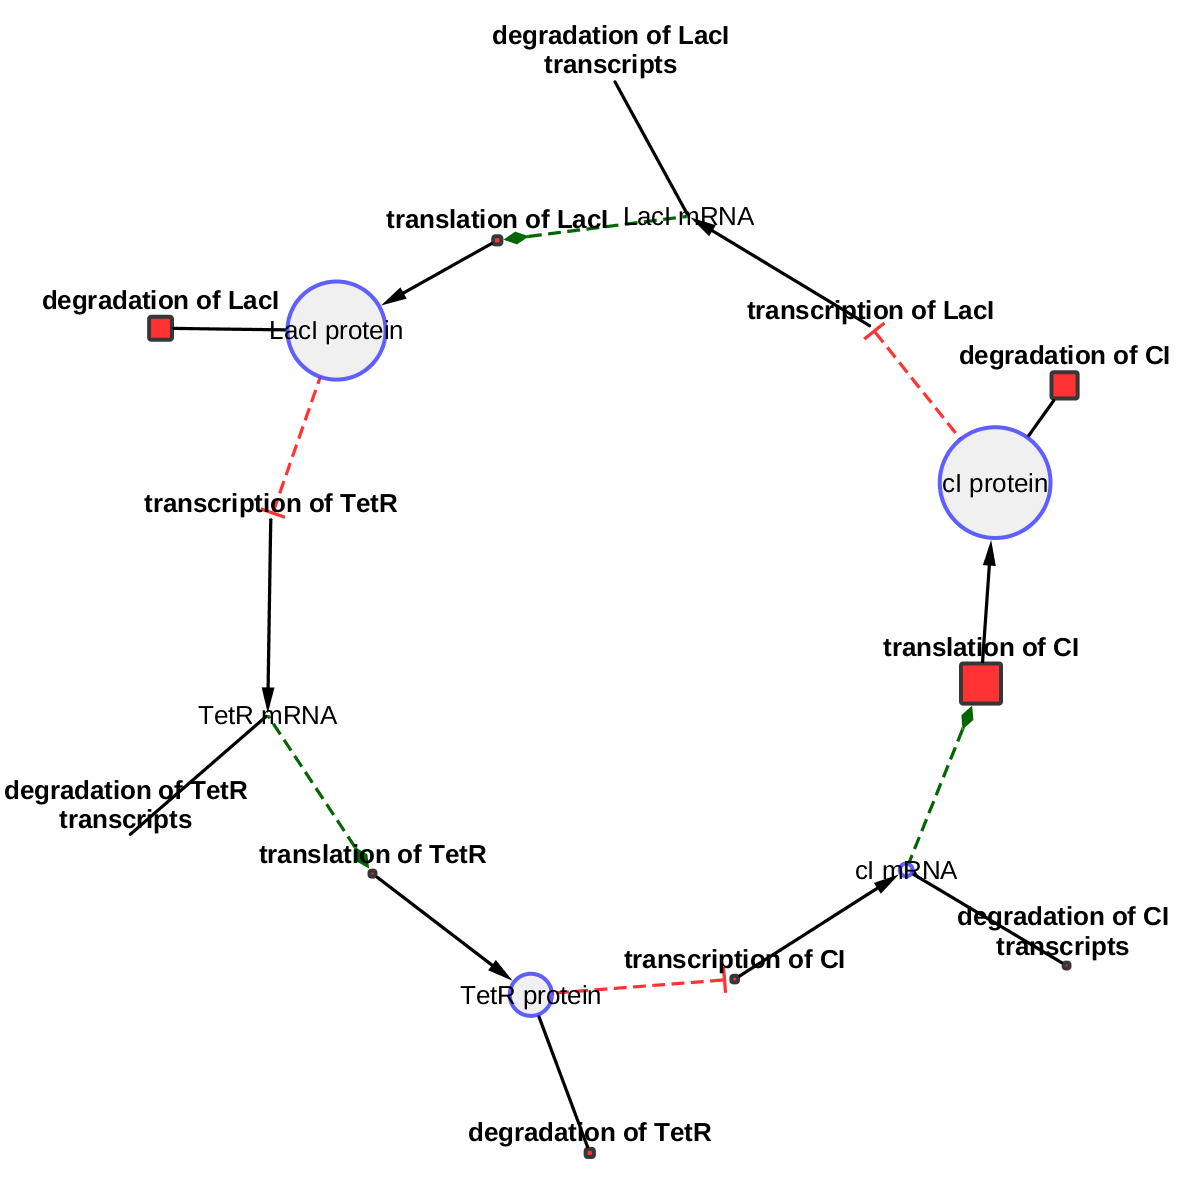 degradation of LacI
transcripts
translation of LacI
LacI mRNA
degradation of LacI
LacI protein
transcription of LacI
degradation of CI
cI protein
transcription of TetR
translation of CI
TetR mRNA
degradation of TetR
transcripts
translation of TetR
cI mRNA
degradation of CI
transcripts
transcription of CI
TetR protein
degradation of TetR